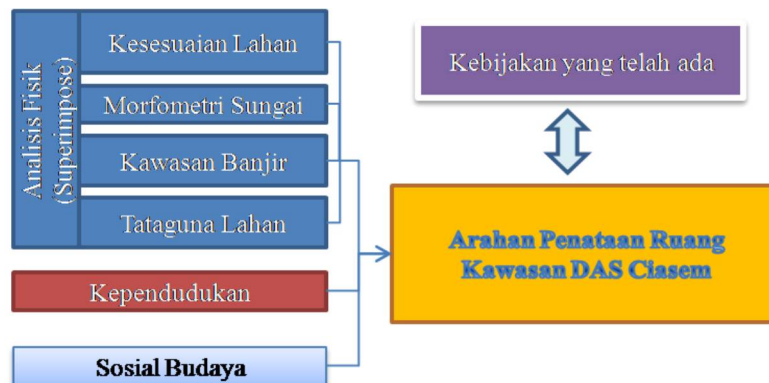 Analisis Fisik
(Superimpose)
Kesesuaian Lahan
Morfometri Sungai
Kawasan Banjir
Tataguna Lahan
Kependudukan
Sosial Budaya
Kebijakan yang telah ada
Arahan Penataan Ruang
Kawasan DAS Ciasem